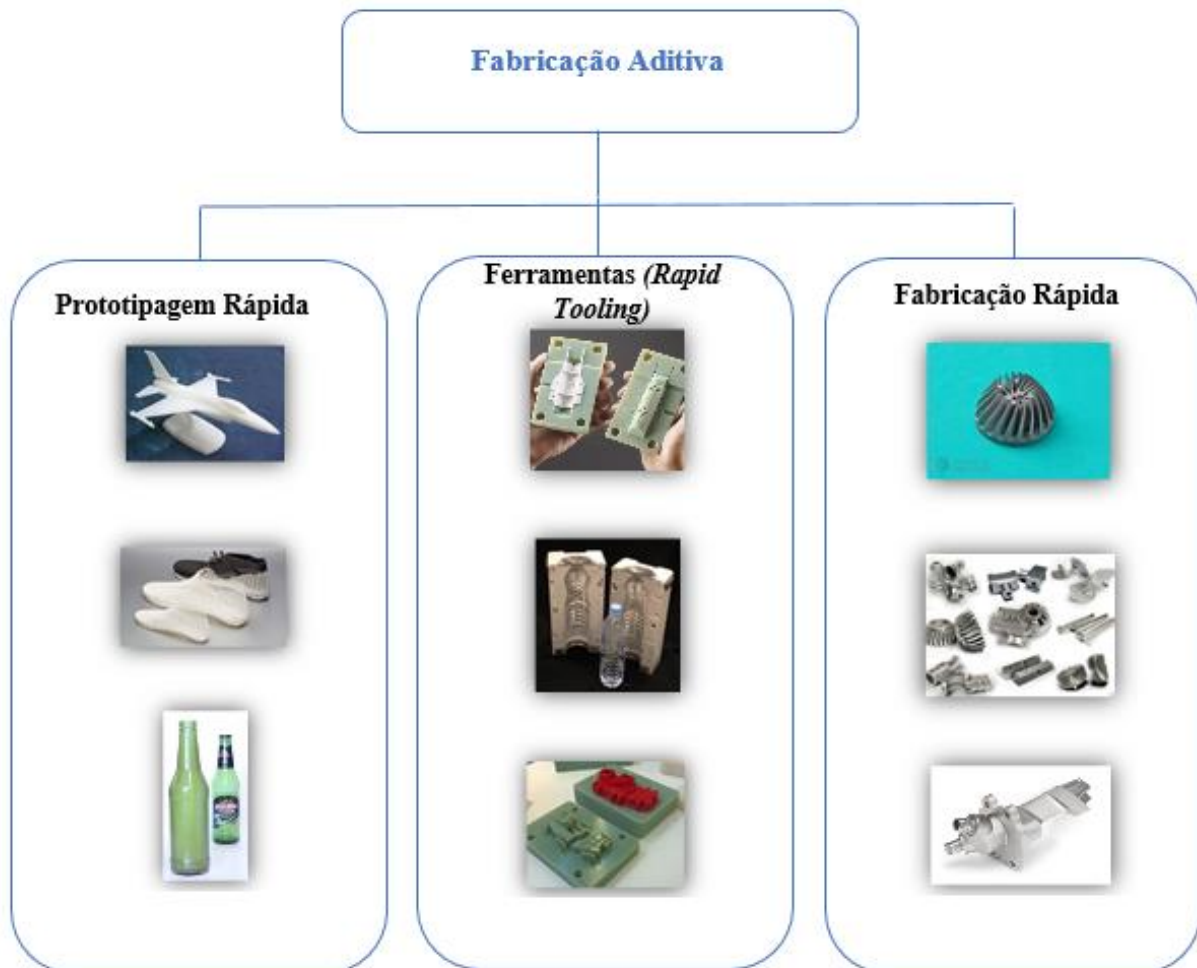 Fabricação Aditiva
Prototipagem Rápida
Ferramentas (Rapid
Tooling)
Fabricação Rápida